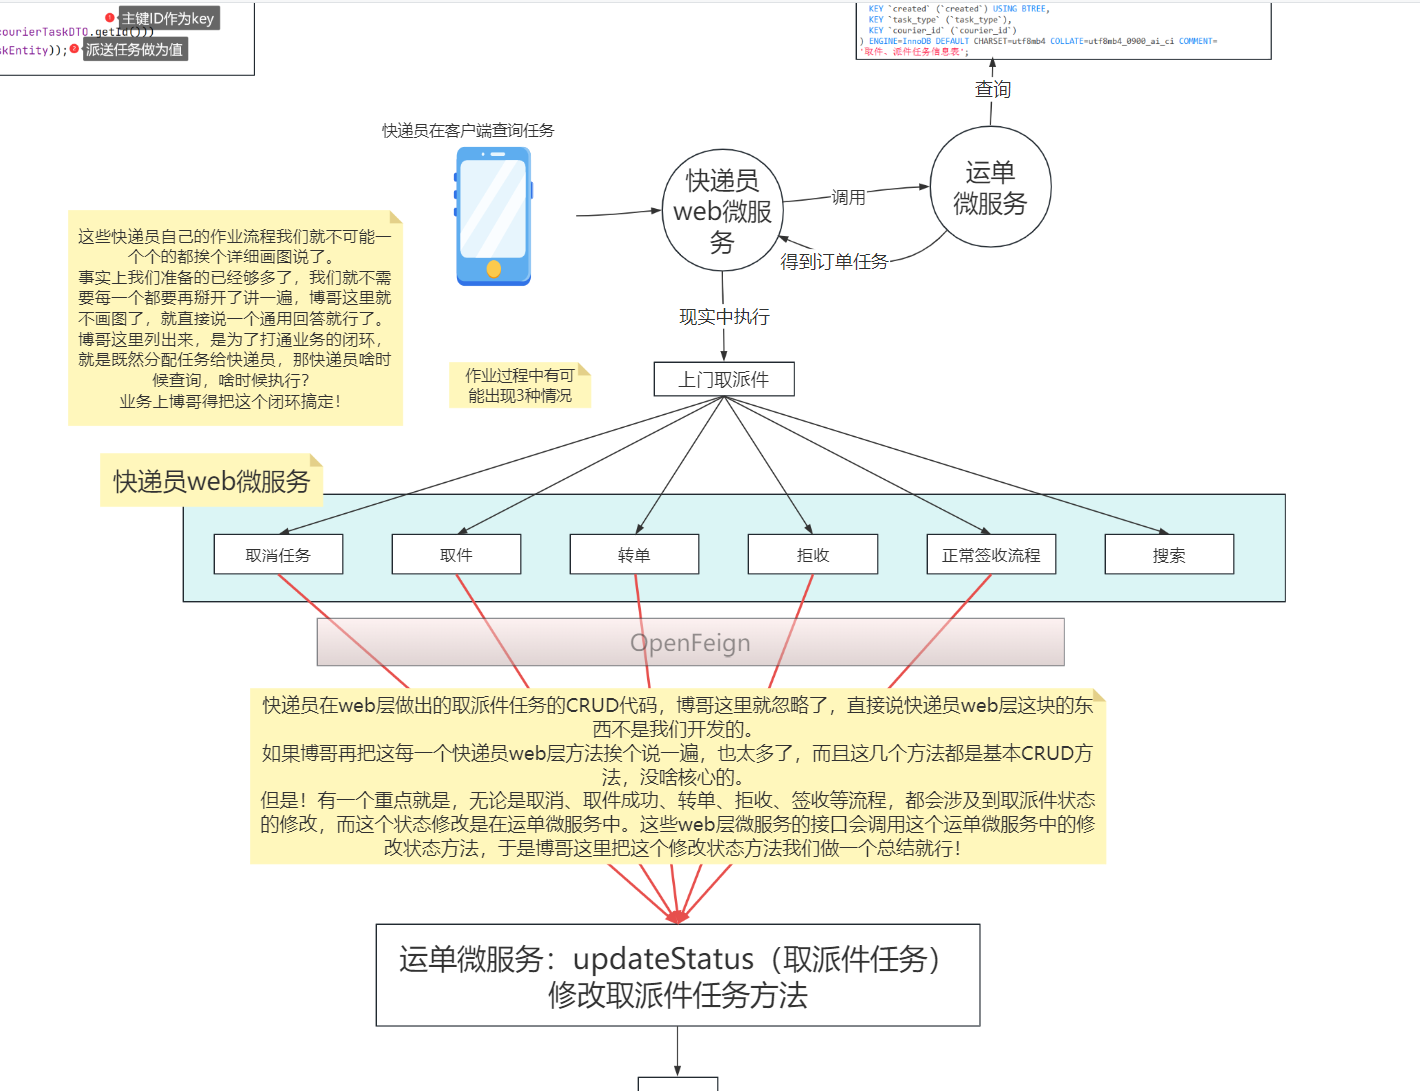 主键ID作为key
courierTaskDTO.getId()))
skEntity));
派送任务做为值
KEY `created` (`created`) USING BTREE,
KEY `task_type` (`task_type`),
KEY `courier_id` (`courier_id`)
) ENGINE=InnoDB DEFAULT CHARSET=utf8mb4 COLLATE=utf8mb4_0900_ai_ci COMMENT=
'取件、派件任务信息表';
查询
快递员在客户端查询任务
快递员
web微服
务
调用
运单
微服务
得到订单任务
现实中执行
这些快递员自己的作业流程我们就不可能一
个个的都挨个详细画图说了。
事实上我们准备的已经够多了，我们就不需
要每一个都要再掰开了讲一遍，博哥这里就
不画图了，就直接说一个通用回答就行了。
博哥这里列出来，是为了打通业务的闭环，
就是既然分配任务给快递员，那快递员啥时
候查询，啥时候执行？
业务上博哥得把这个闭环搞定！
作业过程中有可
能出现3种情况
上门取派件
快递员web微服务
取消任务
取件
转单
拒收
正常签收流程
搜索
OpenFeign
快递员在web层做出的取派件任务的CRUD代码，博哥这里就忽略了，直接说快递员web层这块的东
西不是我们开发的。
如果博哥再把这每一个快递员web层方法挨个说一遍，也太多了，而且这几个方法都是基本CRUD方
法，没啥核心的。
但是！有一个重点就是，无论是取消、取件成功、转单、拒收、签收等流程，都会涉及到取派件状态
的修改，而这个状态修改是在运单微服务中。这些web层微服务的接口会调用这个运单微服务中的修
改状态方法，于是博哥这里把这个修改状态方法我们做一个总结就行！
运单微服务：updateStatus（取派件任务）
修改取派件任务方法